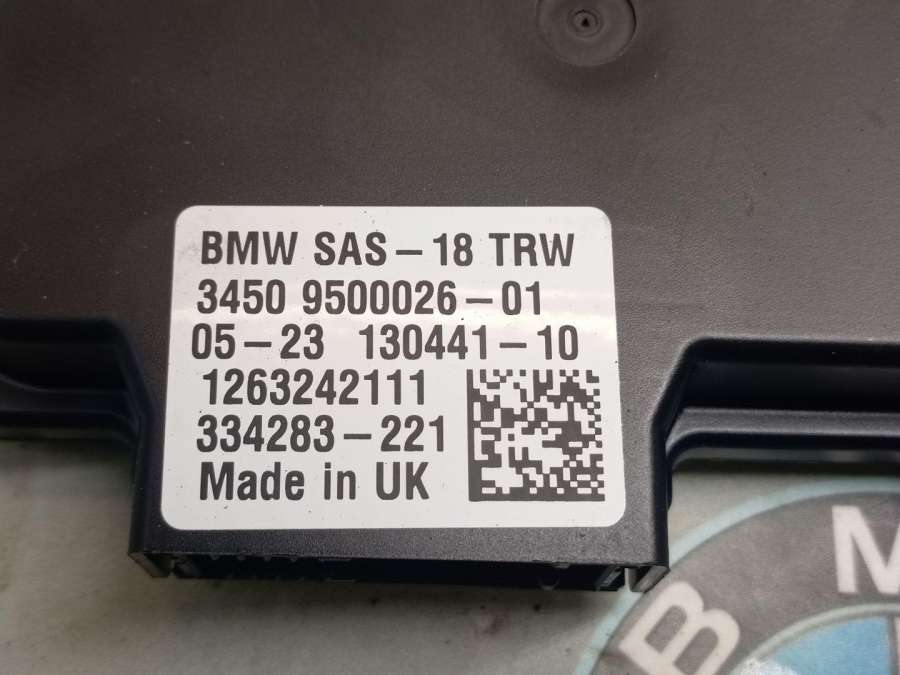 BMW SAS-18 TRW
3450 9500026-01
05-23 130441-10
1263242111
334283-221
Made in UK
B M